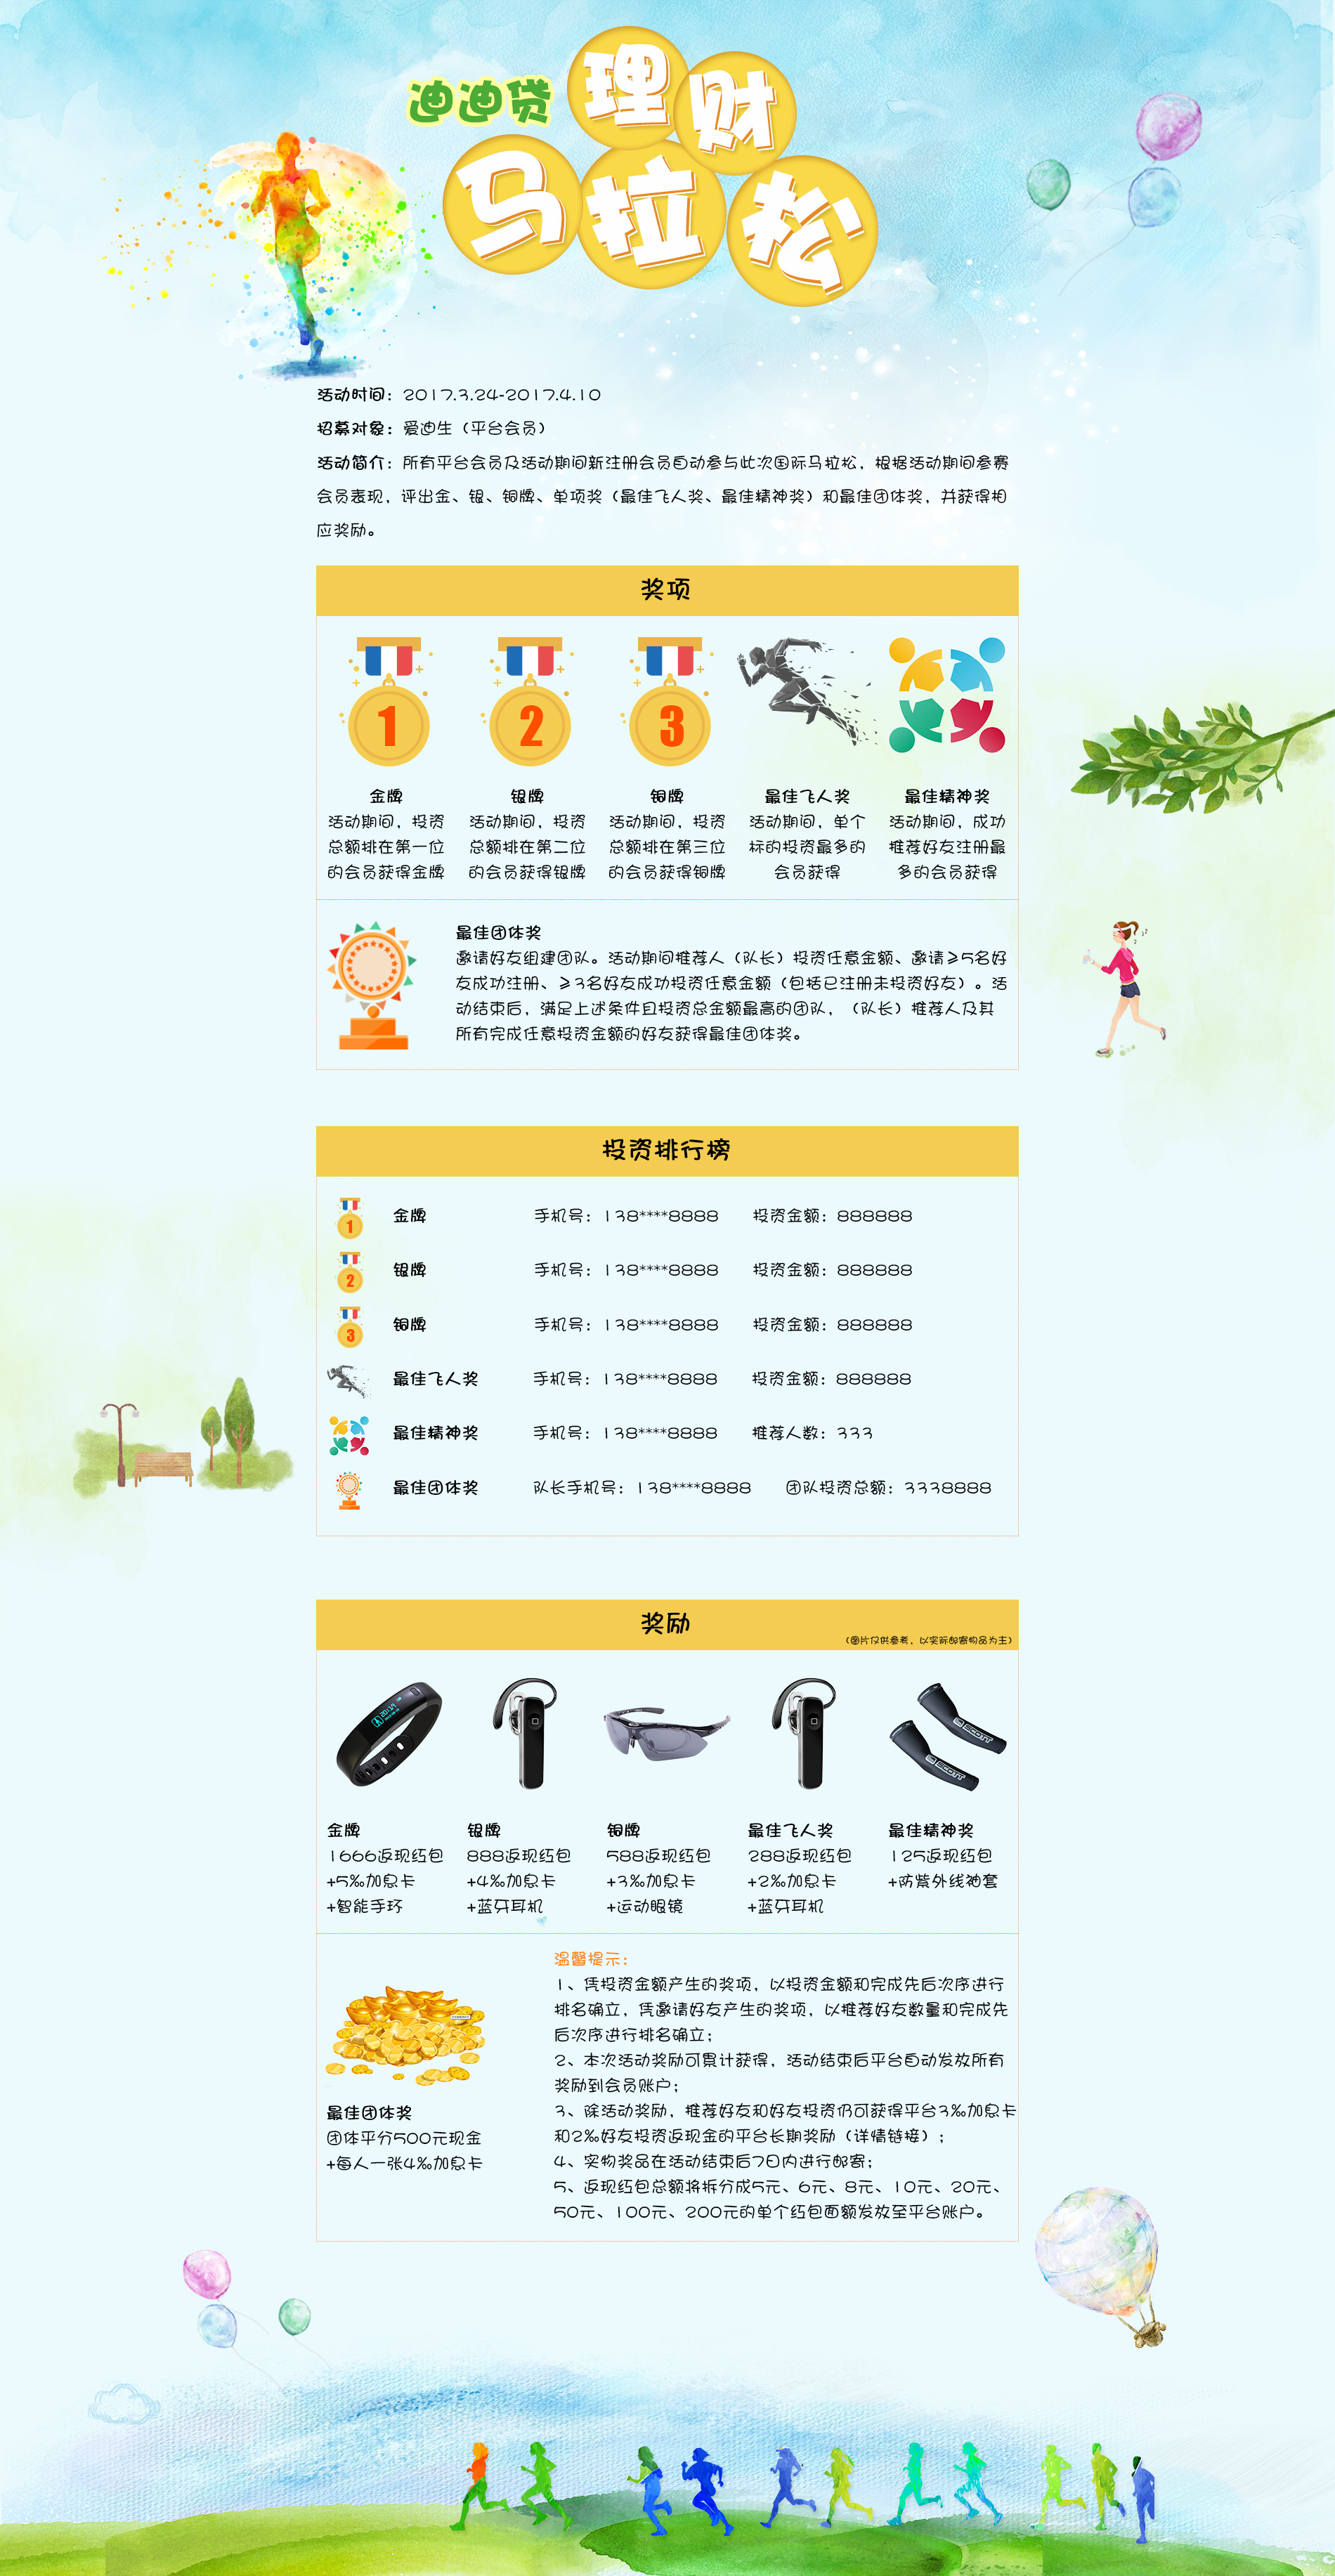 迪迪贷
理财
马拉松
活动时间：2017.3.24-2017.4.10
招募对象：爱迪生（平台会员）
活动简介：所有平台会员及活动期间新注册会员自动参与此次国际马拉松，根据活动期间参赛
会员表现，评出金、银、铜牌、单项奖（最佳飞人奖、最佳精神奖）和最佳团体奖，并获得相
应奖励。
奖项
1 2 3
金牌
活动期间，投资
总额排在第一位
的会员获得金牌
银牌
活动期间，投资
总额排在第二位
的会员获得银牌
铜牌
活动期间，投资
总额排在第三位
的会员获得铜牌
最佳飞人奖
活动期间，单个
标的投资最多的
会员获得
最佳精神奖
活动期间，成功
推荐好友注册最
多的会员获得
最佳团体奖
邀请好友组建团队。活动期间推荐人（队长）投资任意金额、邀请≥5名好
友成功注册、≥3名好友成功投资任意金额（包括已注册未投资好友）。活
动结束后，满足上述条件且投资总金额最高的团队，（队长）推荐人及其
所有完成任意投资金额的好友获得最佳团体奖。
投资排行榜
1 金牌 手机号：138****8888 投资金额：888888
2 银牌 手机号：138****8888 投资金额：888888
3 铜牌 手机号：138****8888 投资金额：888888
最佳飞人奖 手机号：138****8888 投资金额：888888
最佳精神奖 手机号：138****8888 推荐人数：333
最佳团体奖 队长手机号：138****8888 团队投资总额：3338888
奖励
（图片仅供参考，以实际邮寄物品为主）
SCOTT
SCOTT
金牌
1666返现红包
+5‰加息卡
+智能手环
银牌
888返现红包
+4‰加息卡
+蓝牙耳机
铜牌
588返现红包
+3‰加息卡
+运动眼镜
最佳飞人奖
288返现红包
+2‰加息卡
+蓝牙耳机
最佳精神奖
125返现红包
+防紫外线袖套
最佳团体奖
团体平分500元现金
+每人一张4‰加息卡
温馨提示：
1、凭投资金额产生的奖项，以投资金额和完成先后次序进行
排名确立，凭邀请好友产生的奖项，以推荐好友数量和完成先
后次序进行排名确立；
2、本次活动奖励可累计获得，活动结束后平台自动发放所有
奖励到会员账户；
3、除活动奖励，推荐好友和好友投资仍可获得平台3‰加息卡
和2‰好友投资返现金的平台长期奖励（详情链接）；
4、实物奖品在活动结束后7日内进行邮寄；
5、返现红包总额将拆分成5元、6元、8元、10元、20元、
50元、100元、200元的单个红包面额发放至平台账户。